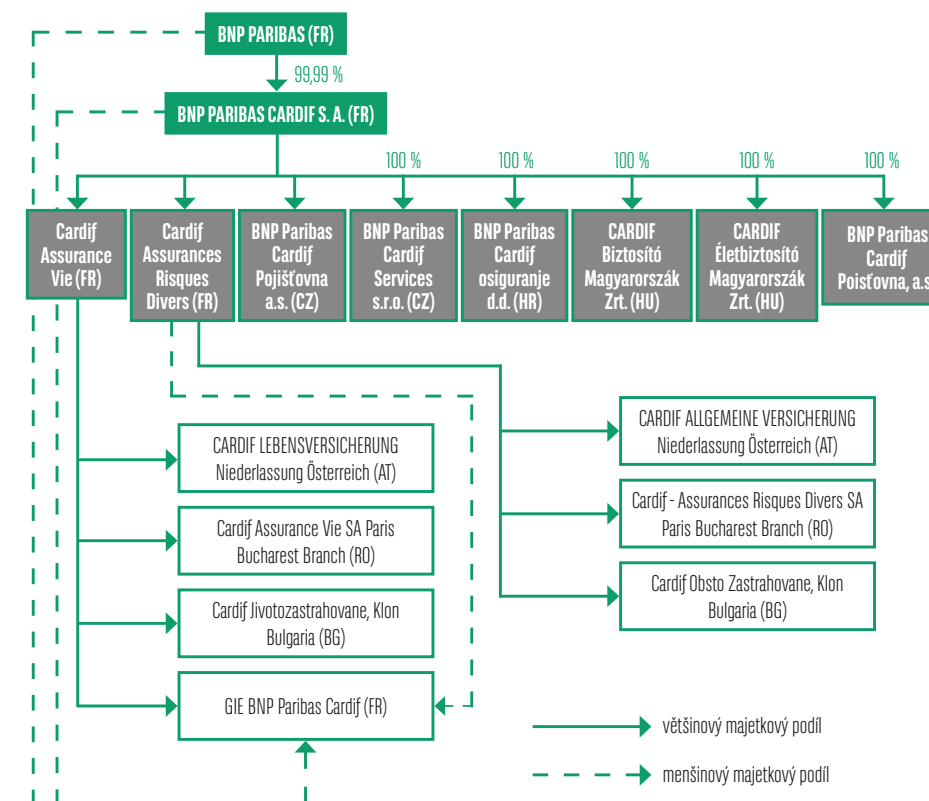 BNP PARIBAS (FR)
99,99 %
BNP PARIBAS CARDIF S. A. (FR)
100 %
100 %
100 %
100 %
100 %
Cardif
Assurance
Vie (FR)
Cardif
Assurances
Risques
Divers (FR)
BNP Paribas
Cardif
Pojišťovna
a.s. (CZ)
BNP Paribas
Cardif
Services
s.r.o. (CZ)
BNP Paribas
Cardif
osiguranje
d.d. (HR)
CARDIF
Biztosító
Magyarorszák
Zrt. (HU)
CARDIF
Életbiztosító
Magyarorszák
Zrt. (HU)
BNP Paribas
Cardif
Poisťovna, a.s
CARDIF LEBENSVERSICHERUNG
Niederlassung Österreich (AT)
Cardif Assurance Vie SA Paris
Bucharest Branch (RO)
Cardif Jivotozastrahovane, Klon
Bulgaria (BG)
GIE BNP Paribas Cardif (FR)
CARDIF ALLGEMEINE VERSICHERUNG
Niederlassung Österreich (AT)
Cardif - Assurances Risques Divers SA
Paris Bucharest Branch (RO)
Cardif Obsto Zastrahovane, Klon
Bulgaria (BG)
většinový majetkový podíl
menšinový majetkový podíl